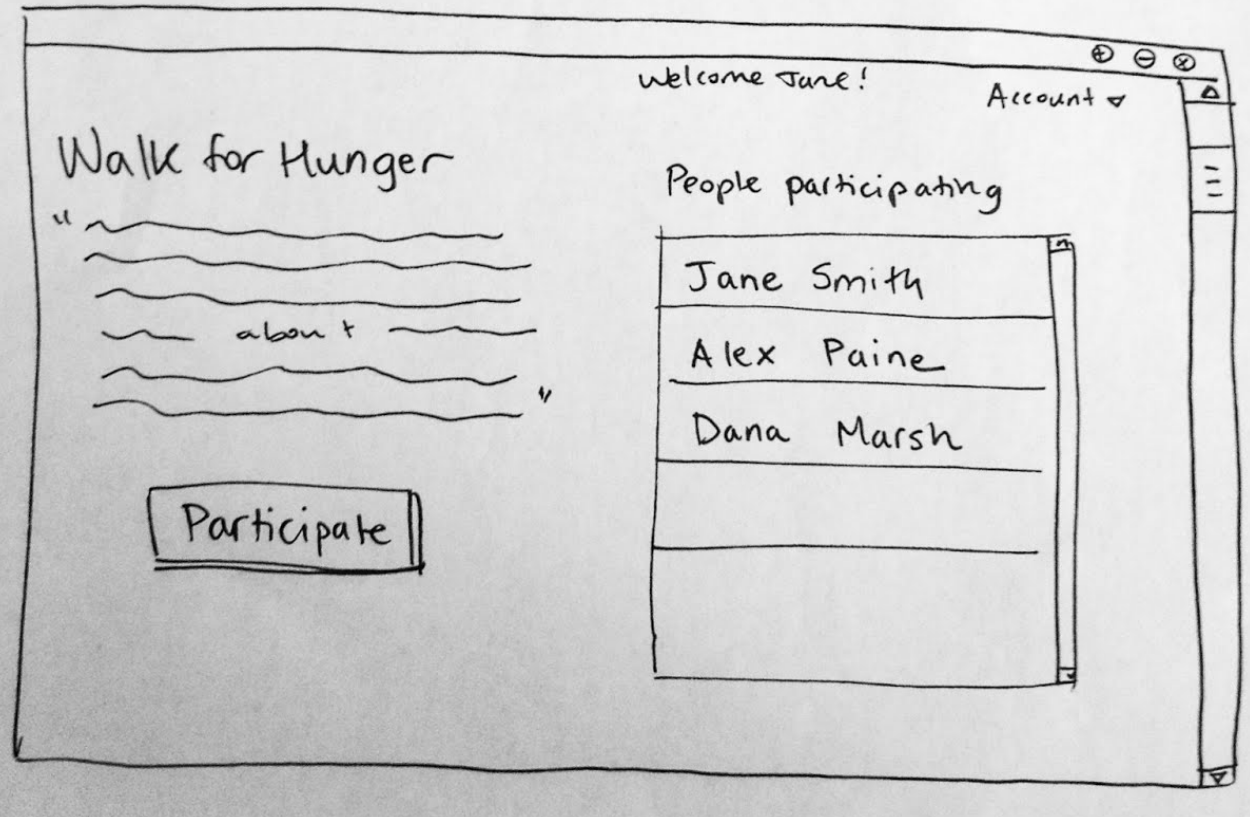 Welcome Jane!
Account
Walk for Hunger
"
about
"
Participate
People participating
Jane Smith
Alex Paine
Dana Marsh